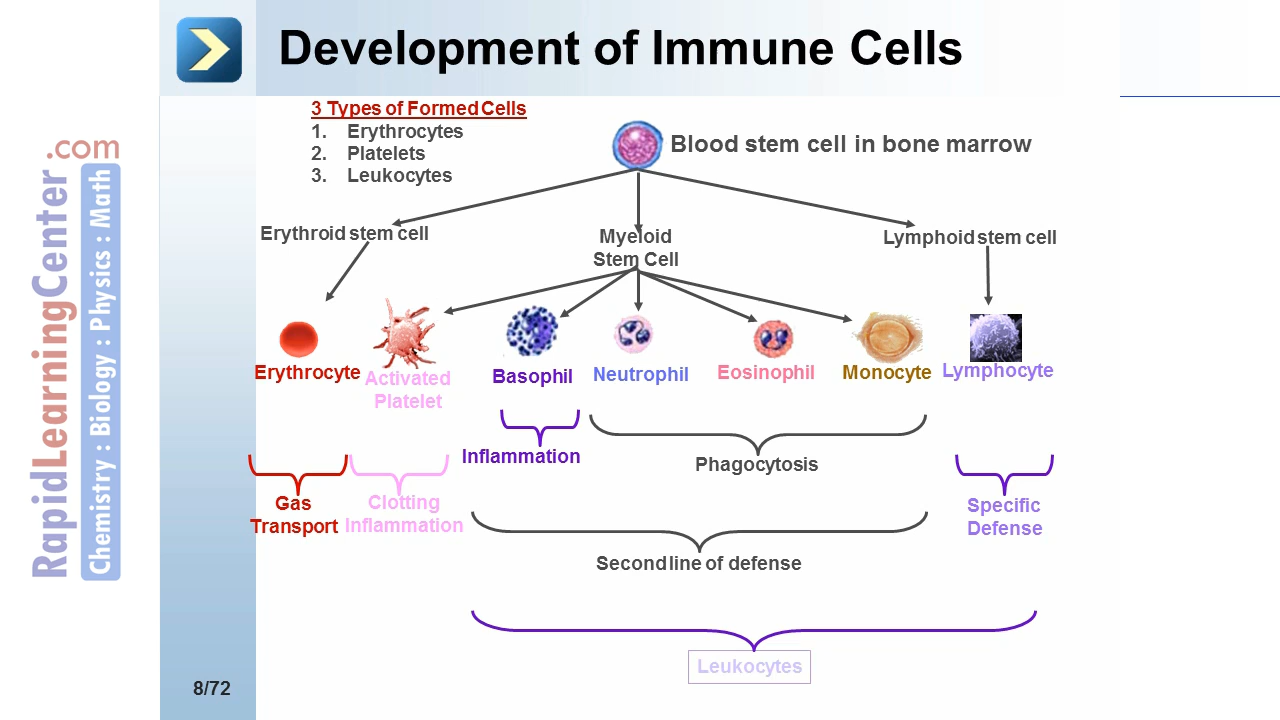 Development of Immune Cells
3 Types of Formed Cells
1. Erythrocytes
2. Platelets
3. Leukocytes
Blood stem cell in bone marrow
Erythroid stem cell
Myeloid
Stem Cell
Lymphoid stem cell
Erythrocyte
Activated
Platelet
Basophil
Neutrophil
Eosinophil
Monocyte
Lymphocyte
Inflammation
Phagocytosis
Gas
Transport
Clotting
Inflammation
Specific
Defense
Second line of defense
Leukocytes
8/72
RapidLearningCenter.com
Chemistry : Biology : Physics : Math